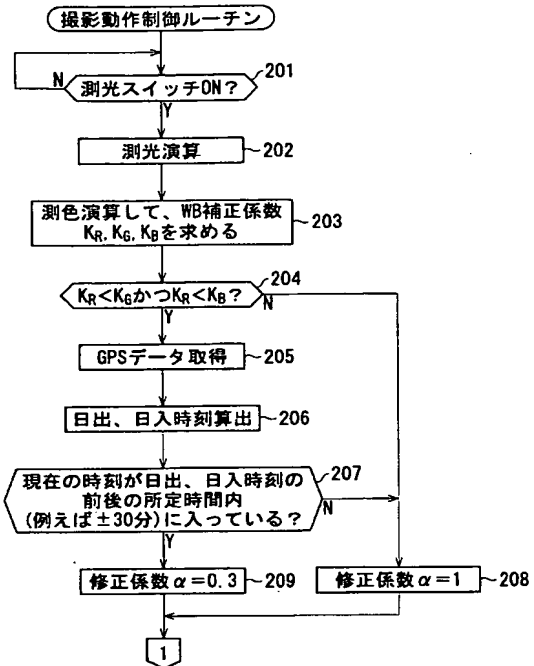 撮影動作制御ルーチン
測光スイッチON？
201
N
Y
測光演算
202
測色演算して、WB補正係数
KR, KG, KBを求める
203
KR<KGかつKR<KB？
204
N
Y
GPSデータ取得
205
日出、日入時刻算出
206
現在の時刻が日出、日入時刻の
前後の所定時間内
(例えば±30分)に入っている？
207
N
Y
修正係数α=0.3
209
修正係数α=1
208
1